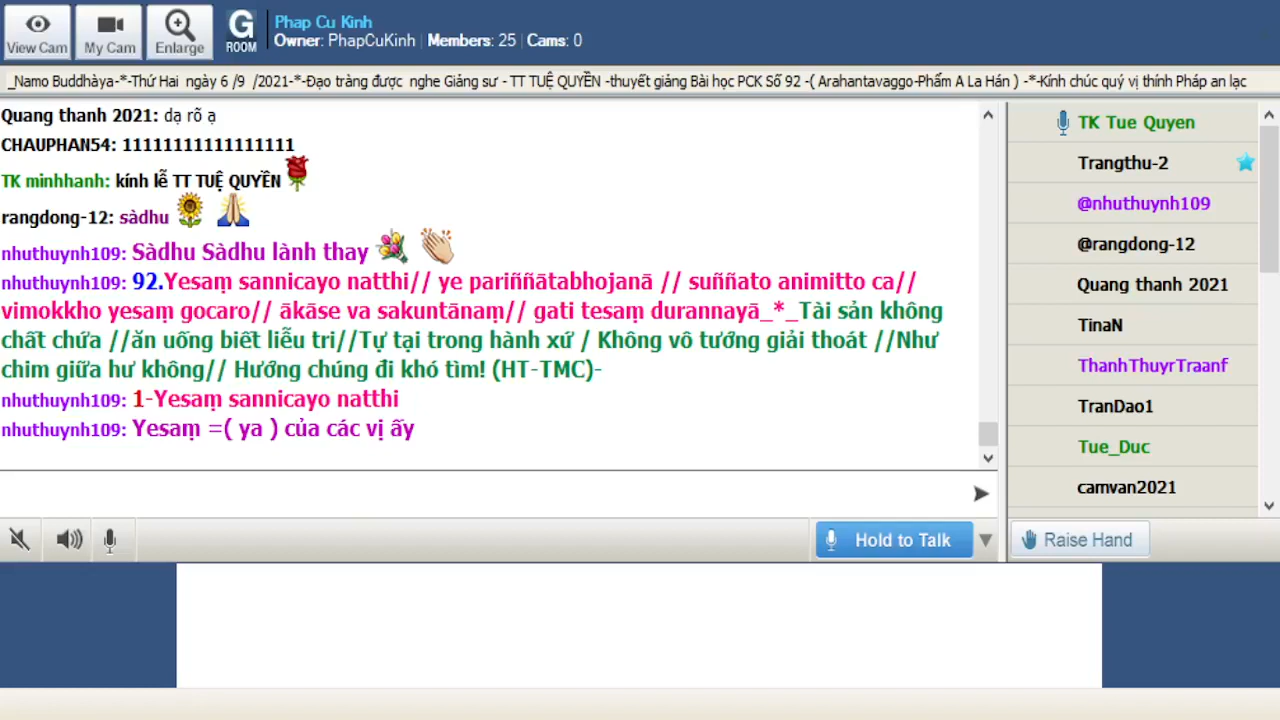 View Cam
My Cam
Enlarge
G
ROOM
Phap Cu Kinh
Owner: PhapCuKinh | Members: 25 | Cams: 0
_Namo Buddhàya-*-Thứ Hai ngày 6 /9 /2021-*-Đạo tràng được nghe Giảng sư - TT TUỆ QUYỀN -thuyết giảng Bài học PCK Số 92 -( Arahantavaggo-Phẩm A La Hán ) -*-Kính chúc quý vị thính Pháp an lạc
Quang thanh 2021: dạ rõ ạ
CHAUPHAN54: 11111111111111111
TK minhhanh: kính lễ TT TUỆ QUYỀN
rangdong-12: sàdhu
nhuthuynh109: Sàdhu Sàdhu lành thay
nhuthuynh109: 92.Yesaṃ sannicayo natthi// ye pariññātabhojanā // suññato animitto ca//
vimokkho yesaṃ gocaro// ākāse va sakuntānaṃ// gati tesaṃ durannayā_*_Tài sản không
chất chứa //ăn uống biết liễu tri//Tự tại trong hành xứ / Không vô tướng giải thoát //Như
chim giữa hư không// Hướng chúng đi khó tìm! (HT-TMC)-
nhuthuynh109: 1-Yesaṃ sannicayo natthi
nhuthuynh109: Yesaṃ =( ya ) của các vị ấy
TK Tue Quyen
Trangthu-2
@nhuthuynh109
@rangdong-12
Quang thanh 2021
TinaN
ThanhThuyrTraanf
TranDao1
Tue_Duc
camvan2021
Hold to Talk
Raise Hand